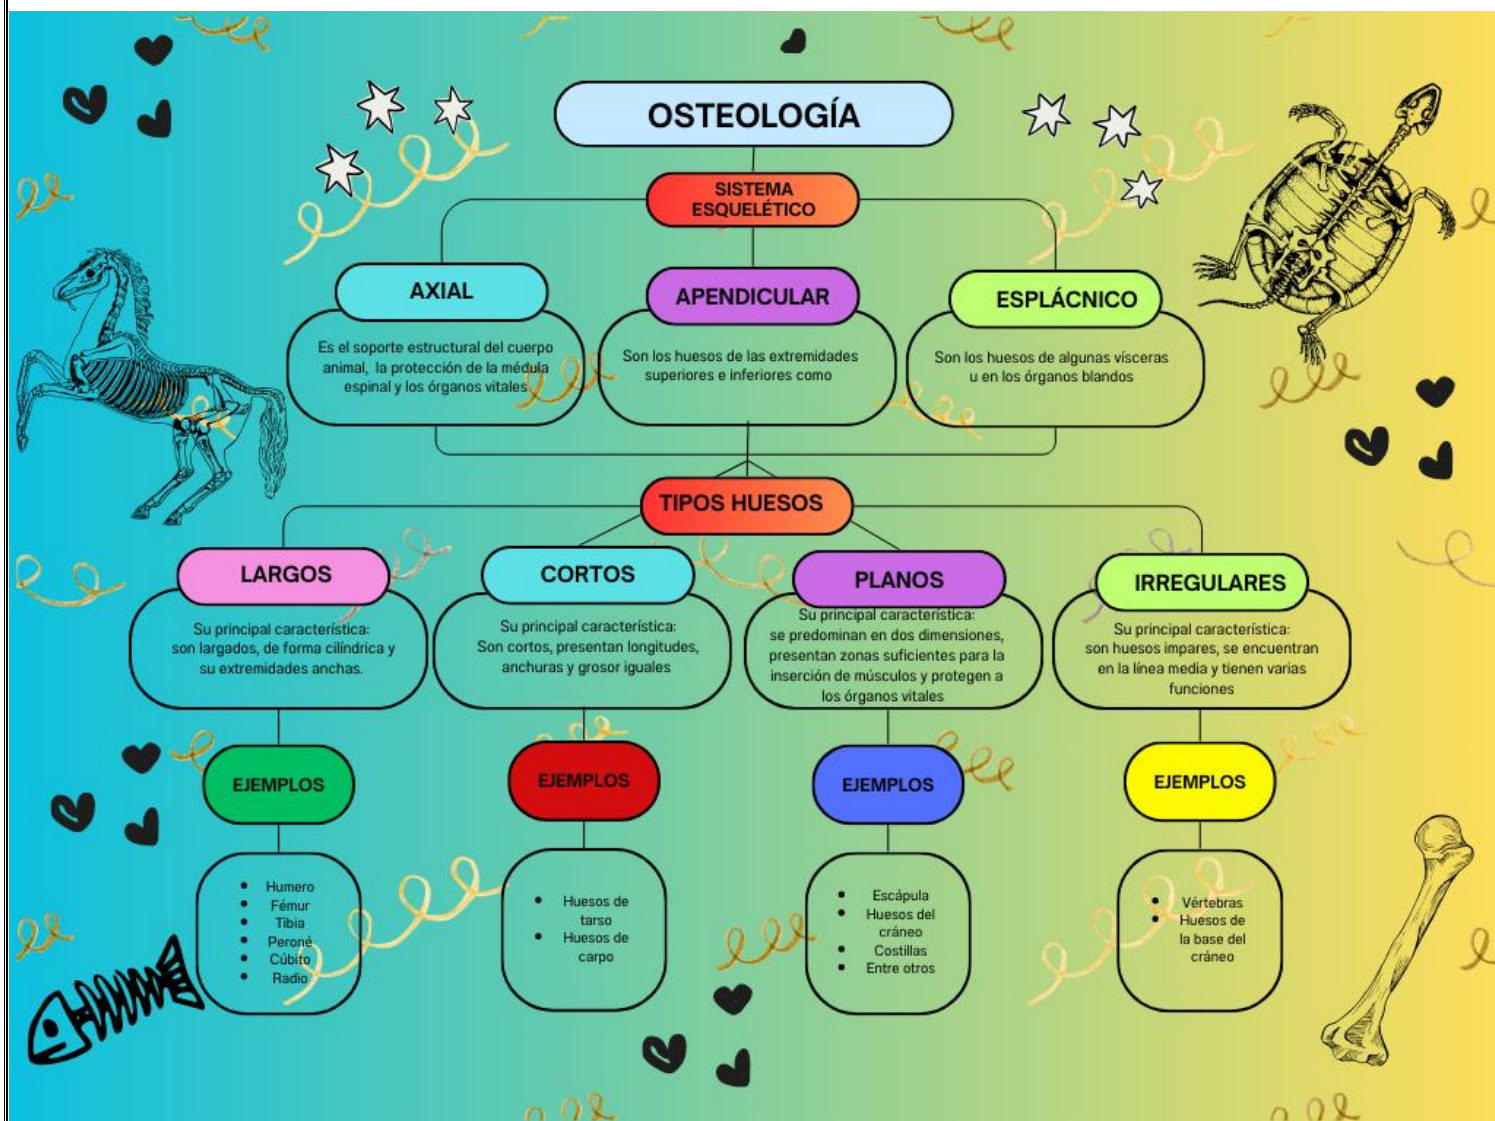 OSTEOLOGÍA
SISTEMA
ESQUELÉTICO
AXIAL
Es el soporte estructural del cuerpo
animal,  la protección de la médula
espinal y los órganos vitales.
APENDICULAR
Son los huesos de las extremidades
superiores e inferiores como
ESPLÁCNICO
Son los huesos de algunas vísceras
u en los órganos blandos
TIPOS HUESOS
LARGOS
Su principal característica:
son largados, de forma cilíndrica y
su extremidades anchas.
CORTOS
Su principal característica:
Son cortos, presentan longitudes,
anchuras y grosor iguales
PLANOS
Su principal característica:
se predominan en dos dimensiones,
presentan zonas suficientes para la
inserción de músculos y protegen a
los órganos vitales
IRREGULARES
Su principal característica:
son huesos impares, se encuentran
en la línea media y tienen varias
funciones
EJEMPLOS
EJEMPLOS
EJEMPLOS
EJEMPLOS
• Humero
• Fémur
• Tibia
• Peroné
• Cúbito
• Radio
• Huesos de
tarso
• Huesos de
carpo
• Escápula
• Huesos del
cráneo
• Costillas
• Entre otros
• Vértebras
• Huesos de
la base del
cráneo